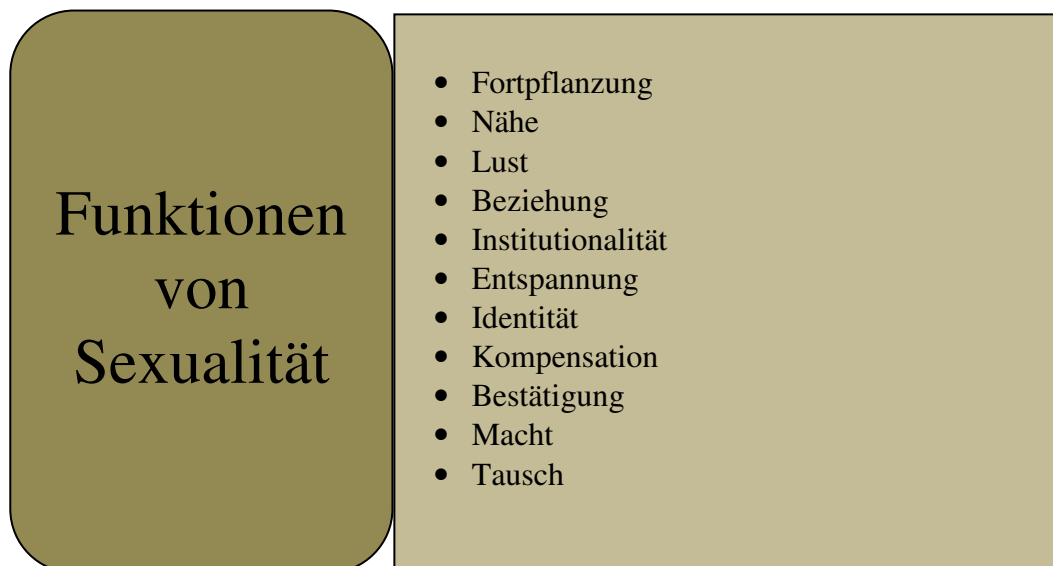 Funktionen
von
Sexualität
• Fortpflanzung
• Nähe
• Lust
• Beziehung
• Institutionalität
• Entspannung
• Identität
• Kompensation
• Bestätigung
• Macht
• Tausch